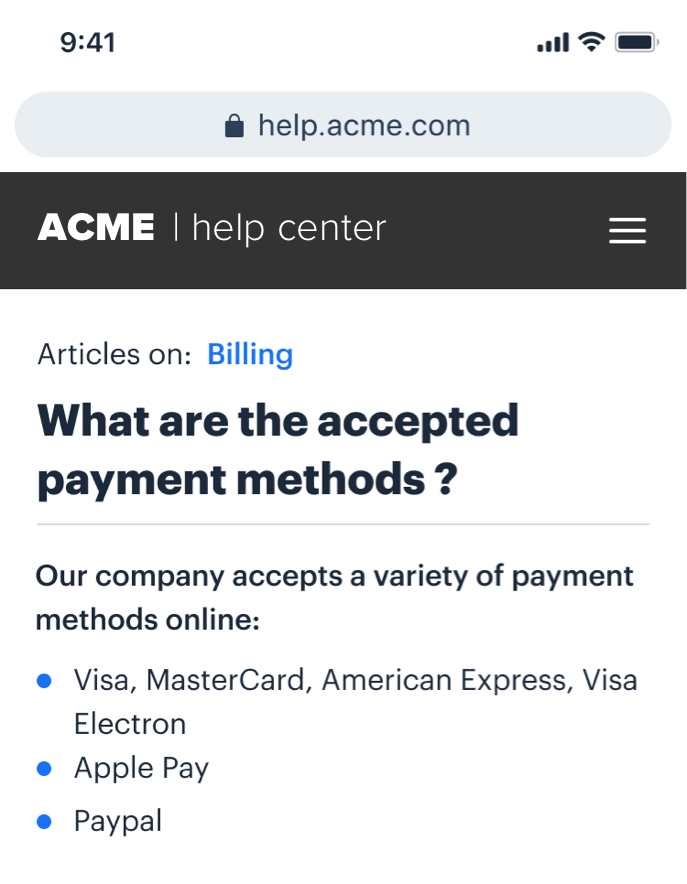 9:41
help.acme.com
ACME | help center
Articles on: Billing
What are the accepted
payment methods ?
Our company accepts a variety of payment
methods online:
Visa, MasterCard, American Express, Visa
Electron
Apple Pay
Paypal